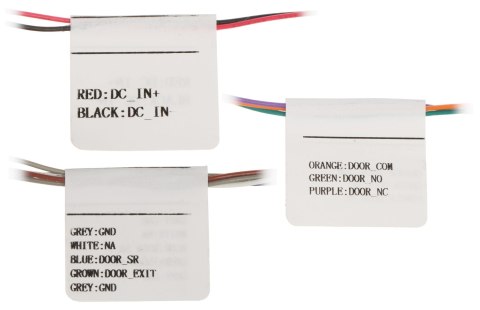 RED:DC_IN+
BLACK:DC_IN-
ORANGE:DOOR_COM
GREEN:DOOR_NO
PURPLE:DOOR_NC
GREY:GND
WHITE:NA
BLUE:DOOR_SR
GROWN:DOOR_EXIT
GREY:GND